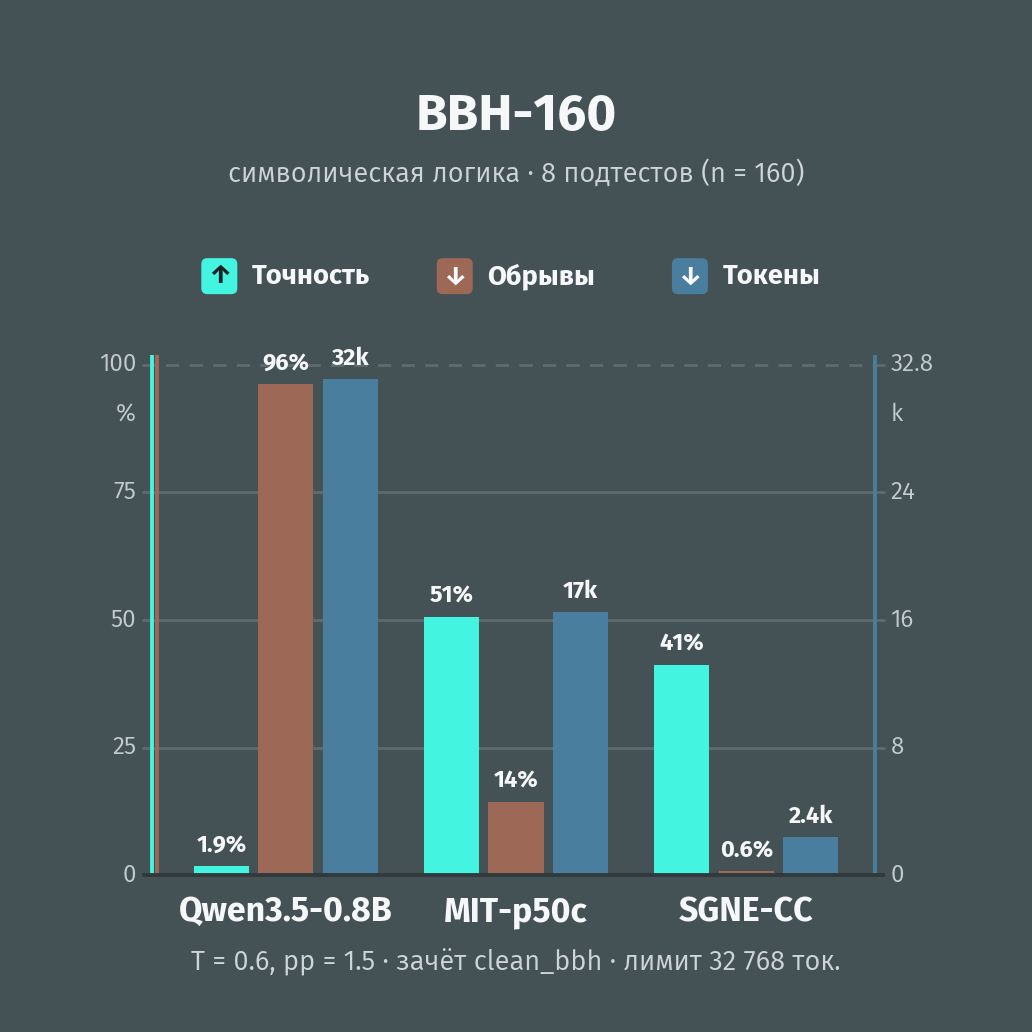 BBH-160
символическая логика · 8 подтестов (n = 160)
↑ Точность ↓ Обрывы ↓ Токены
100 96% 32k 32.8
% k
75 24
51% 17k
50 16
41%
25 8
14%
2.4k
1.9% 0.6%
0 0
Qwen3.5-0.8B MIT-p50c SGNE-CC
T = 0.6, pp = 1.5 · зачёт clean_bbh · лимит 32 768 ток.